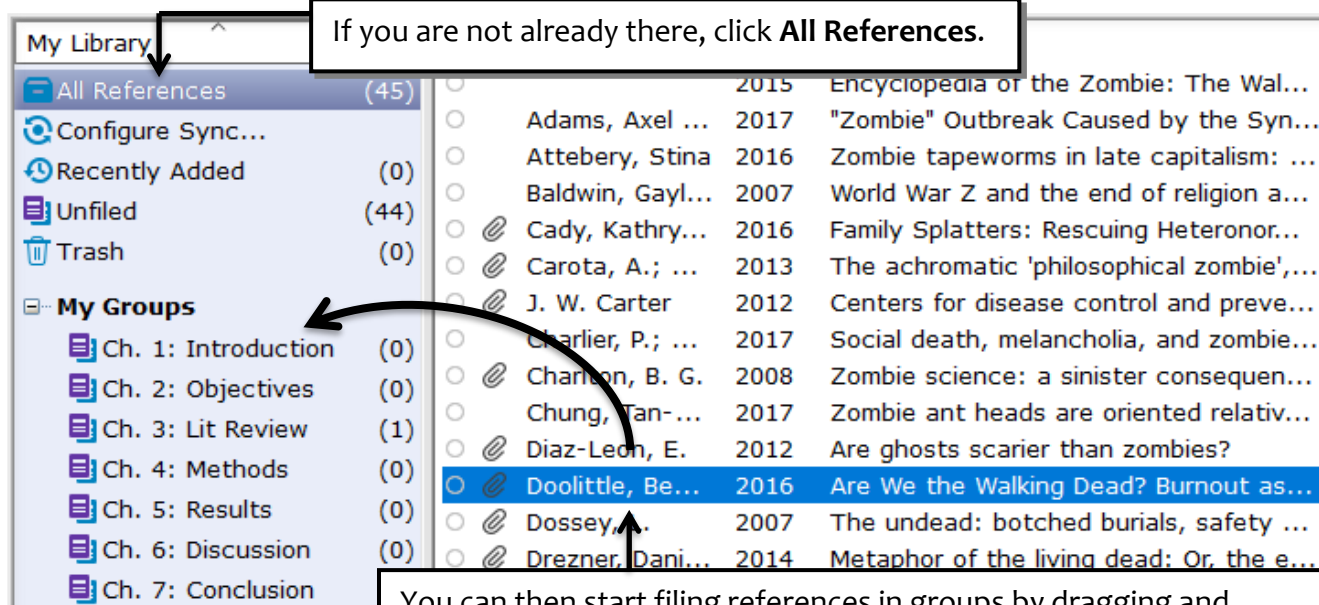 If you are not already there, click All References.
My Library
All References (45)
Configure Sync...
Recently Added (0)
Unfiled (44)
Trash (0)
My Groups
Ch. 1: Introduction (0)
Ch. 2: Objectives (0)
Ch. 3: Lit Review (1)
Ch. 4: Methods (0)
Ch. 5: Results (0)
Ch. 6: Discussion (0)
Ch. 7: Conclusion
2015 Encyclopedia of the Zombie: The Wal...
Adams, Axel ... 2017 "Zombie" Outbreak Caused by the Syn...
Attebery, Stina 2016 Zombie tapeworms in late capitalism: ...
Baldwin, Gayl... 2007 World War Z and the end of religion a...
Cady, Kathry... 2016 Family Splatters: Rescuing Heteronor...
Carota, A.; ... 2013 The achromatic 'philosophical zombie',...
J. W. Carter 2012 Centers for disease control and preve...
Charlier, P.; ... 2017 Social death, melancholia, and zombie...
Charlton, B. G. 2008 Zombie science: a sinister consequen...
Chung, Tan-... 2017 Zombie ant heads are oriented relativ...
Diaz-Leon, E. 2012 Are ghosts scarier than zombies?
Doolittle, Be... 2016 Are We the Walking Dead? Burnout as...
Dossey, 2007 The undead: botched burials, safety ...
Drezner, Dani... 2014 Metaphor of the living dead: Or, the e...
You can then start filing references in groups by dragging and